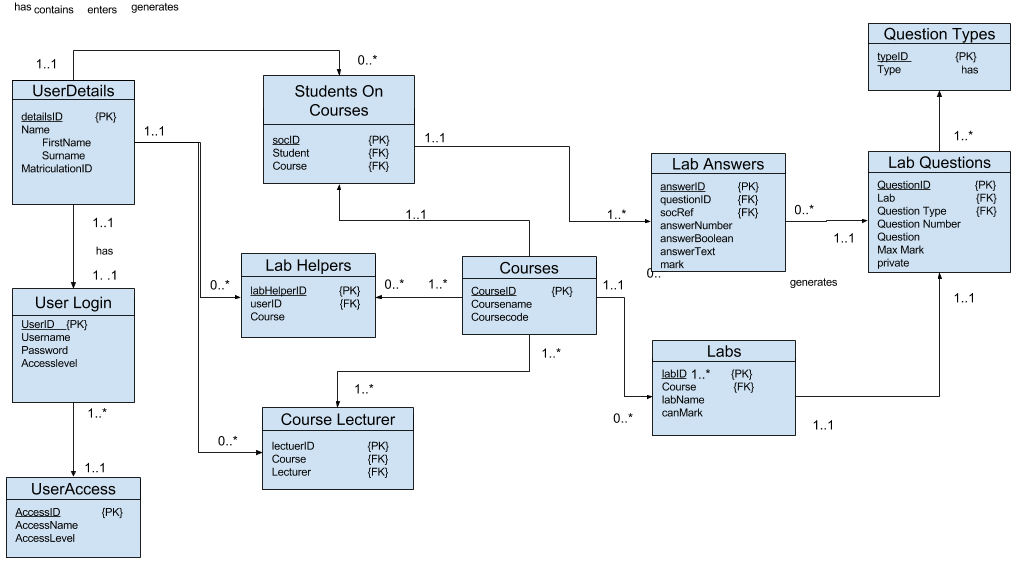 has contains enters generates
1..1
0..*
UserDetails
detailsID {PK}
Name
FirstName
Surname
MatriculationID
1..1
Students On
Courses
socID {PK}
Student {FK}
Course {FK}
1..1
Question Types
typeID {PK}
Type has
1..*
Lab Answers
answerID {PK}
questionID {FK}
socRef {FK}
answerNumber
answerBoolean
answerText
mark
1..*
0..
0..*
1..1
generates
Lab Questions
QuestionID {PK}
Lab {FK}
Question Type {FK}
Question Number
Question
Max Mark
private
1..1
1..1
has
1. .1
User Login
UserID {PK}
Username
Password
Accesslevel
1..*
1..1
UserAccess
AccessID {PK}
AccessName
AccessLevel
1..1
Lab Helpers
labHelperID {PK}
userID {FK}
Course
0..*
0..*
1..*
Courses
CourseID {PK}
Coursename
Coursecode
1..1
1..*
1..*
Labs
labID 1..* {PK}
Course {FK}
labName
canMark
0..*
1..1
Course Lecturer
lectuerID {PK}
Course {FK}
Lecturer {FK}
0..*